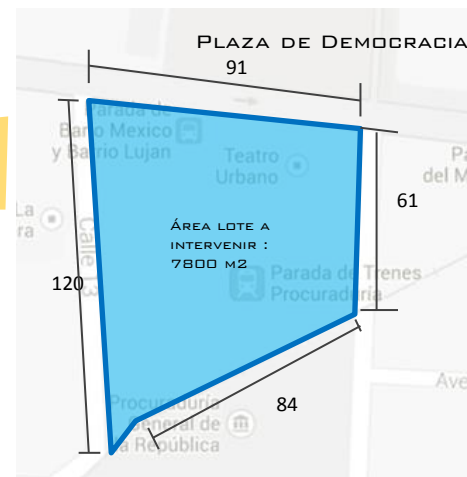 PLAZA DE DEMOCRACIA
91
Parada de
Barrio Mexico
y Barrio Lujan
Teatro
Urbano
Pa
del M
61
La
ra
ÁREA LOTE A
INTERVENIR :
7800 M2
Calle 13
Parada de Trenes
Procuraduría
120
Ave
84
Procuraduría
General de
la República